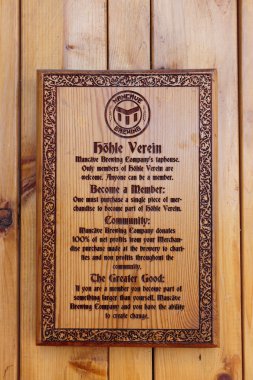 MANCAVE
BREWING
Höhle Verein
Mancave Brewing Company's taphouse.
Only members of Höhle Verein are
welcome. Anyone can be a member.
Become a Member:
One must purchase a single piece of mer-
chandise to become part of Höhle Verein.
Community:
Mancave Brewing Company donates
100% of net profits from your Merchan-
dise purchase made at the brewery to chari-
ties and non profits throughout the
community.
The Greater Good:
If you are a member you become part of
something larger than yourself. Mancave
Brewing Company and you have the ability
to create change.